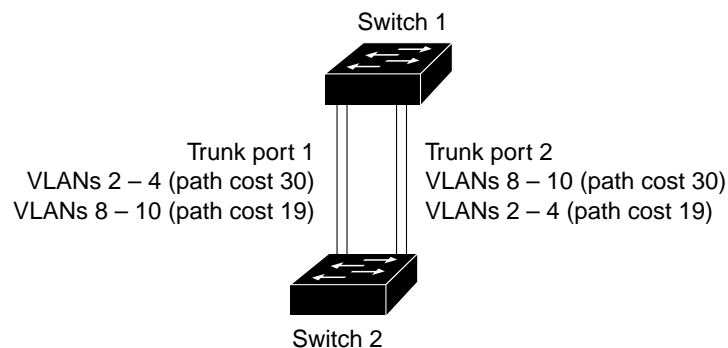 Switch 1
Trunk port 1
VLANs 2 – 4 (path cost 30)
VLANs 8 – 10 (path cost 19)
Trunk port 2
VLANs 8 – 10 (path cost 30)
VLANs 2 – 4 (path cost 19)
Switch 2